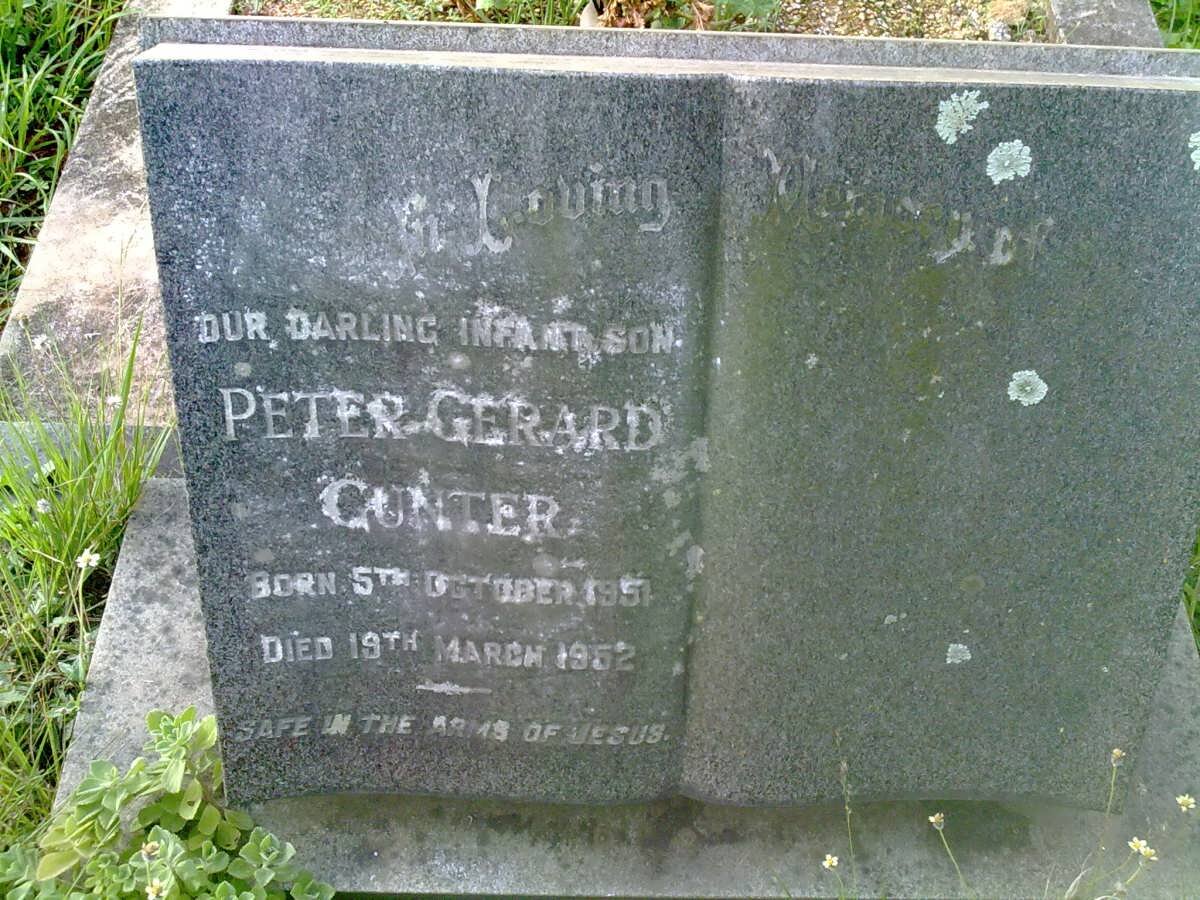 In Loving Memory of
OUR DARLING INFANT SON
PETER GERARD
GUNTER.
BORN 5TH OCTOBER 1951
DIED 19TH MARCH 1952
SAFE IN THE ARMS OF JESUS.